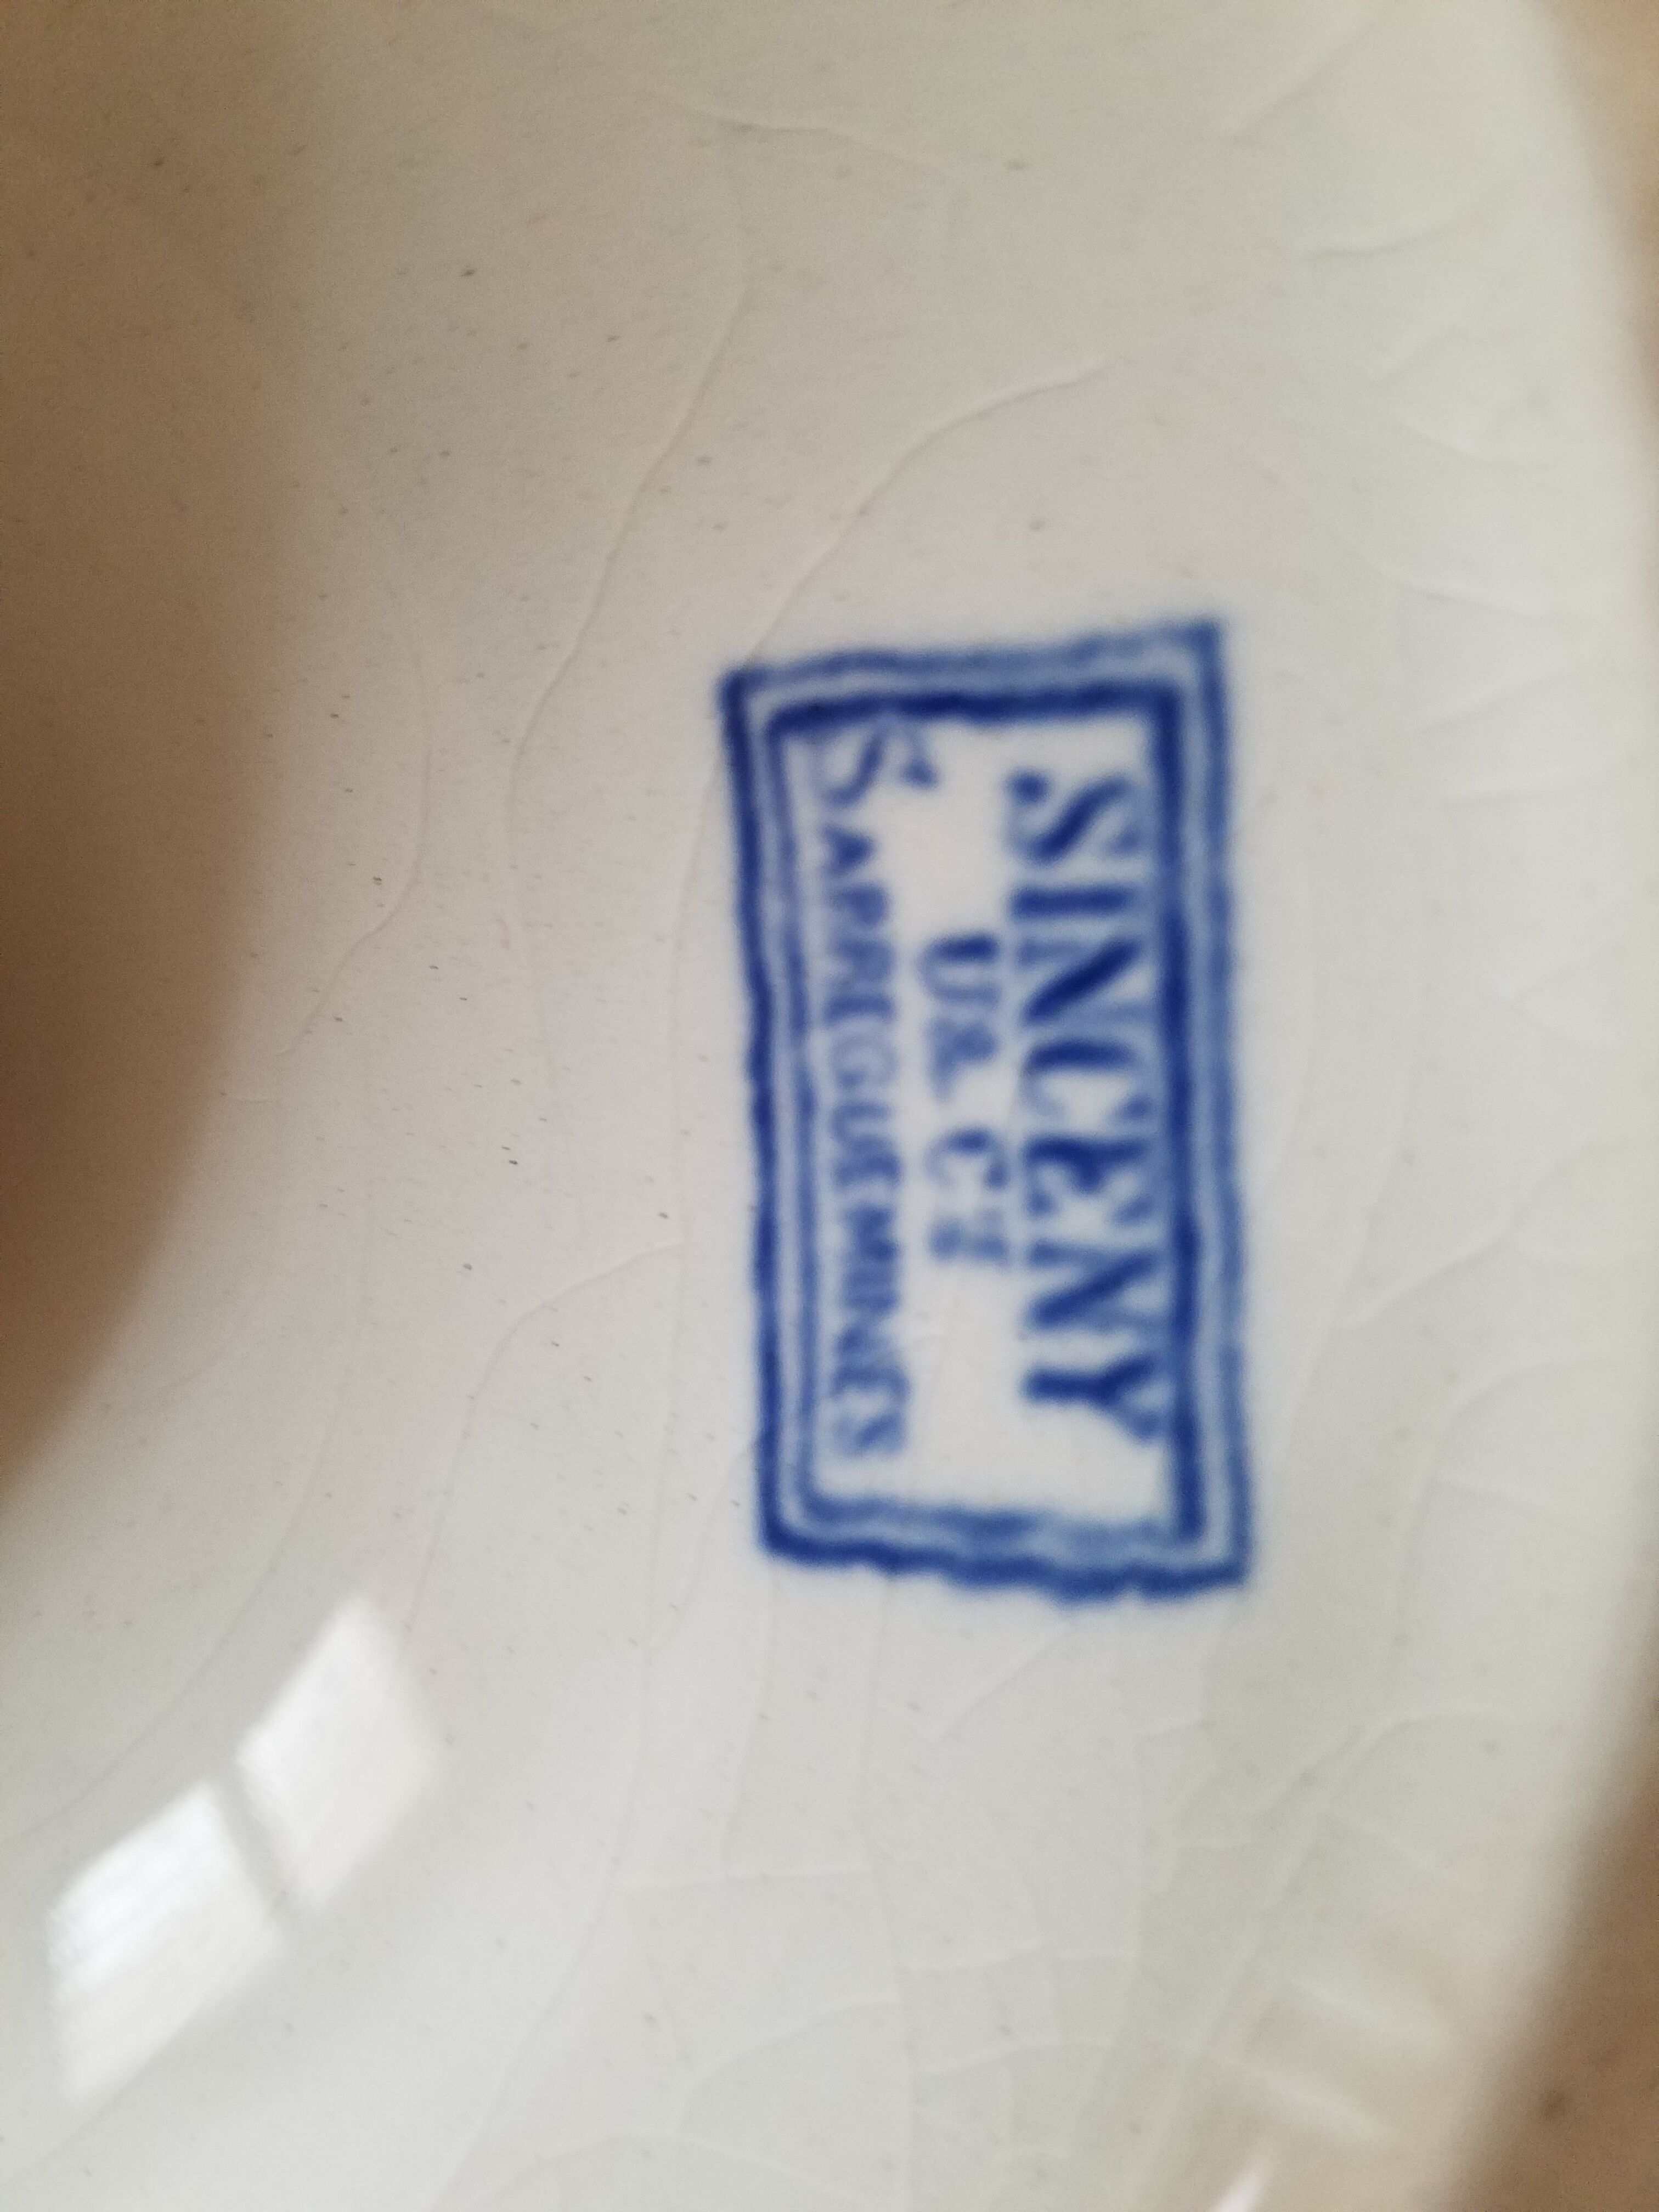 SINCENY
U & Cie
SARREGUEMINES